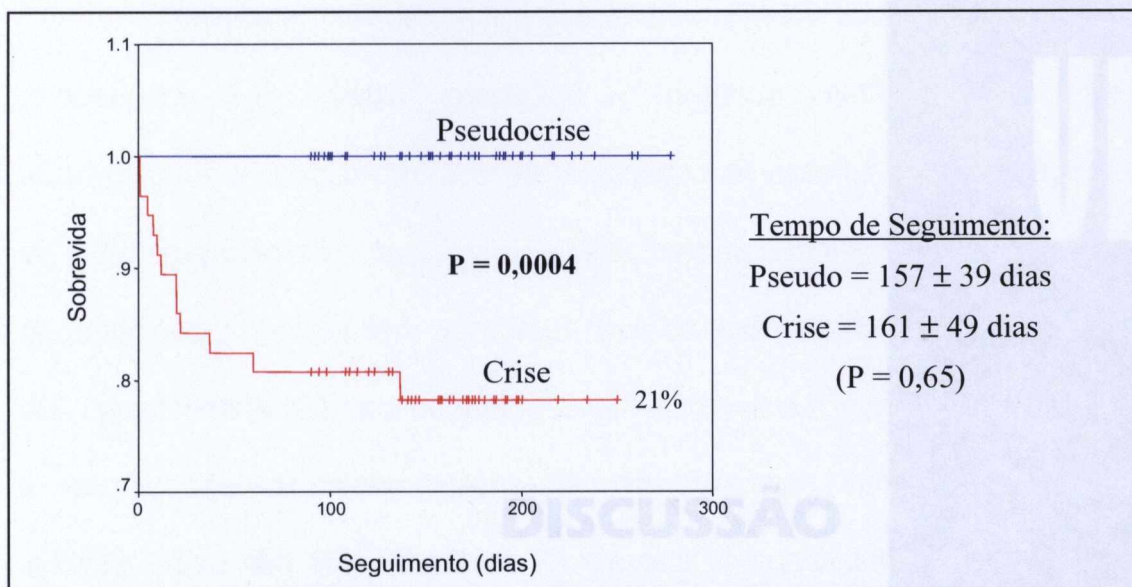 1.1
Pseudocrise
1.0
.9
P = 0,0004
Sobrevida
Crise
.8
21%
.7
0
100
200
300
Seguimento (dias)
Tempo de Seguimento:
Pseudo = 157 ± 39 dias
Crise = 161 ± 49 dias
(P = 0,65)
DISCUSSÃO